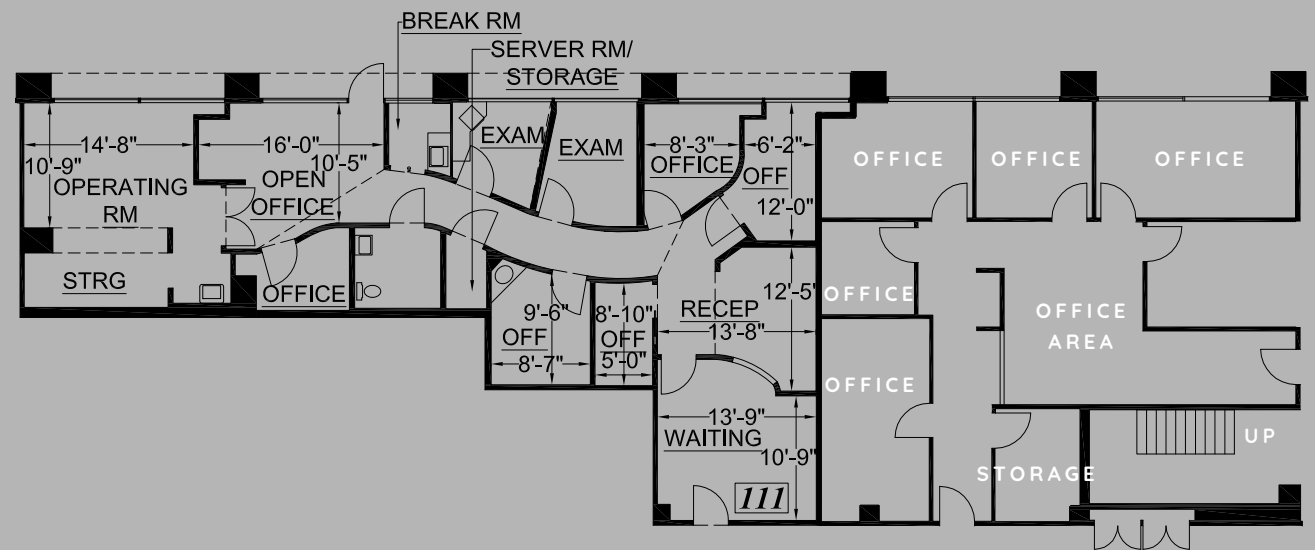 BREAK RM
SERVER RM/
STORAGE
14'-8"
10'-9"
OPERATING
RM
STRG
16'-0"
10'-5"
OPEN
OFFICE
OFFICE
EXAM
EXAM
8'-3"
OFFICE
6'-2"
OFF
12'-0"
9'-6"
OFF
8'-7"
8'-10"
OFF
5'-0"
RECEP
13'-8"
12'-5"
13'-9"
WAITING
10'-9"
111
OFFICE
OFFICE
OFFICE
OFFICE
OFFICE
AREA
OFFICE
STORAGE
UP